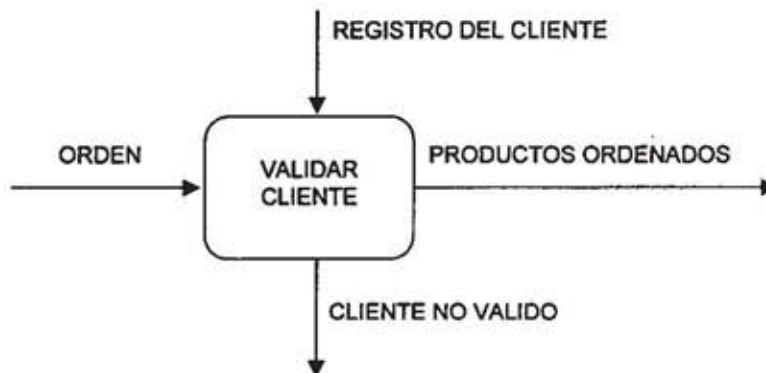 REGISTRO DEL CLIENTE
ORDEN
VALIDAR
CLIENTE
PRODUCTOS ORDENADOS
CLIENTE NO VALIDO